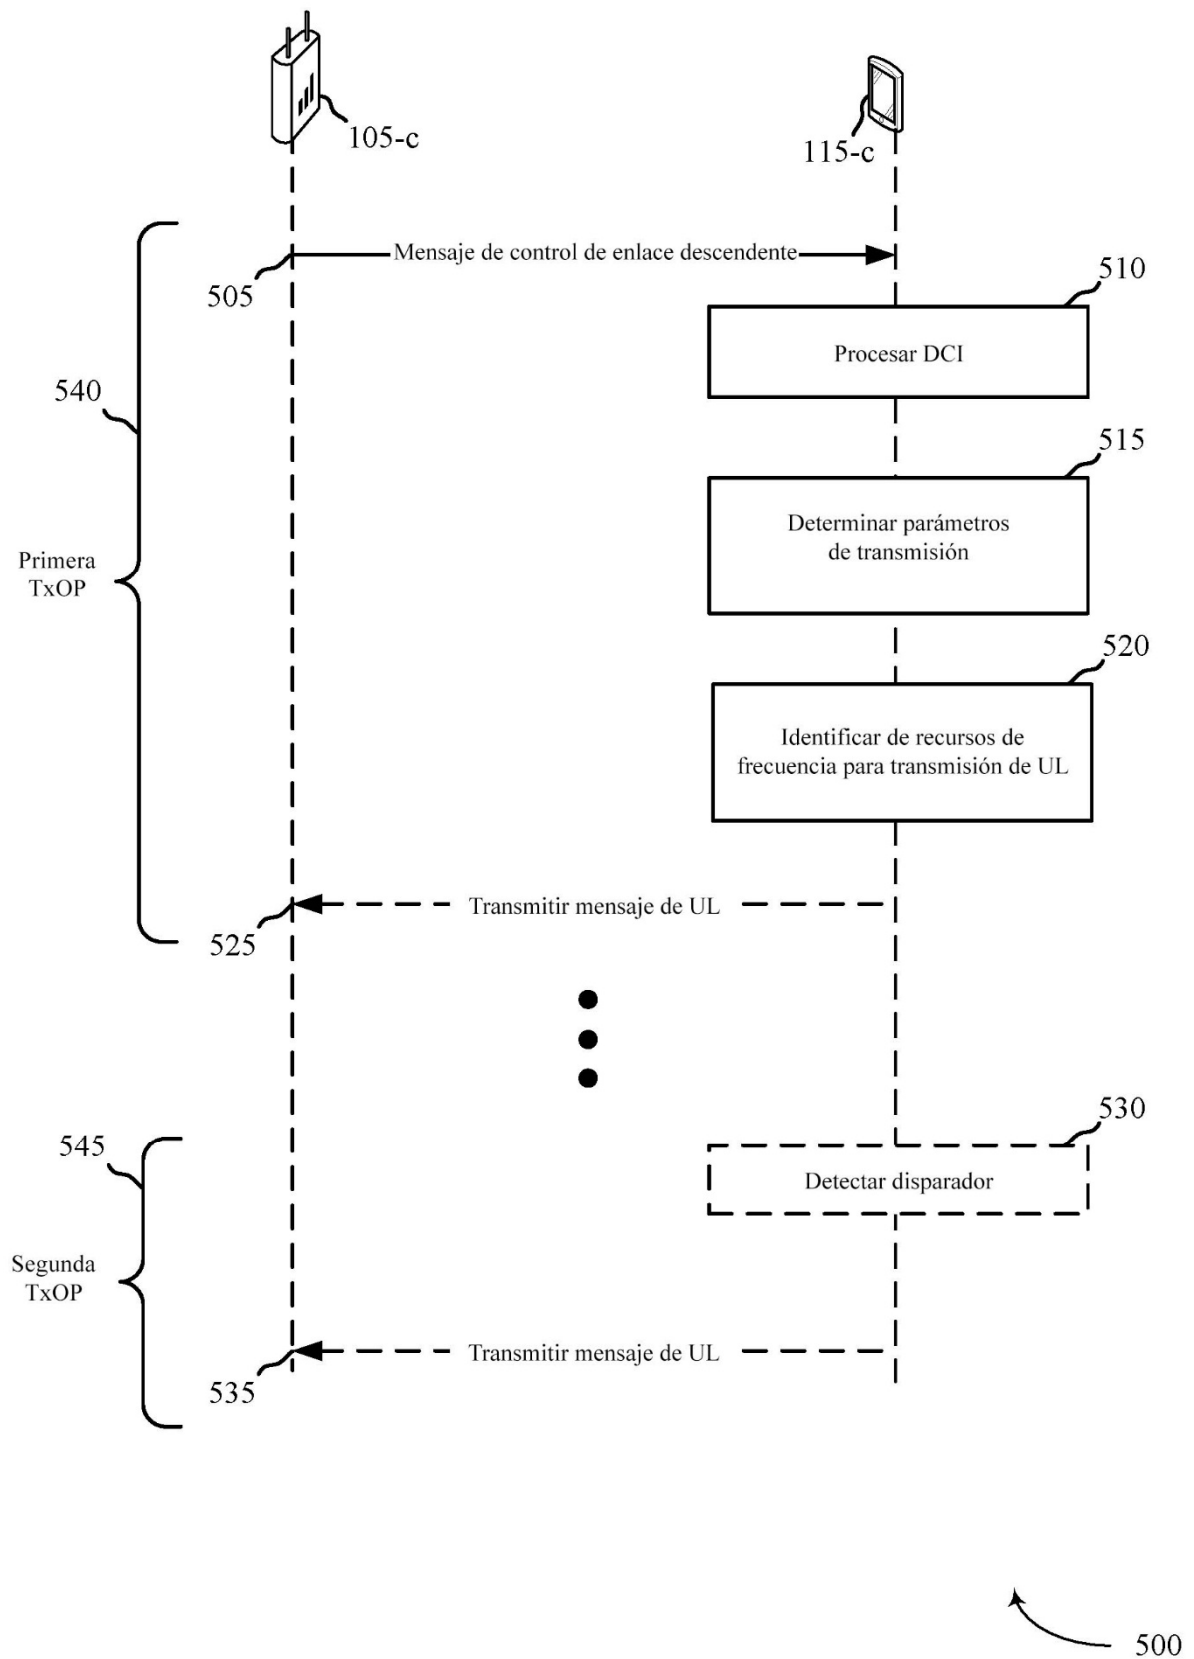 105-c
115-c
Mensaje de control de enlace descendente
505
510
Procesar DCI
540
515
Determinar parámetros
de transmisión
Primera
TxOP
520
Identificar de recursos de
frecuencia para transmisión de UL
Transmitir mensaje de UL
525
530
545
Detectar disparador
Segunda
TxOP
Transmitir mensaje de UL
535
500